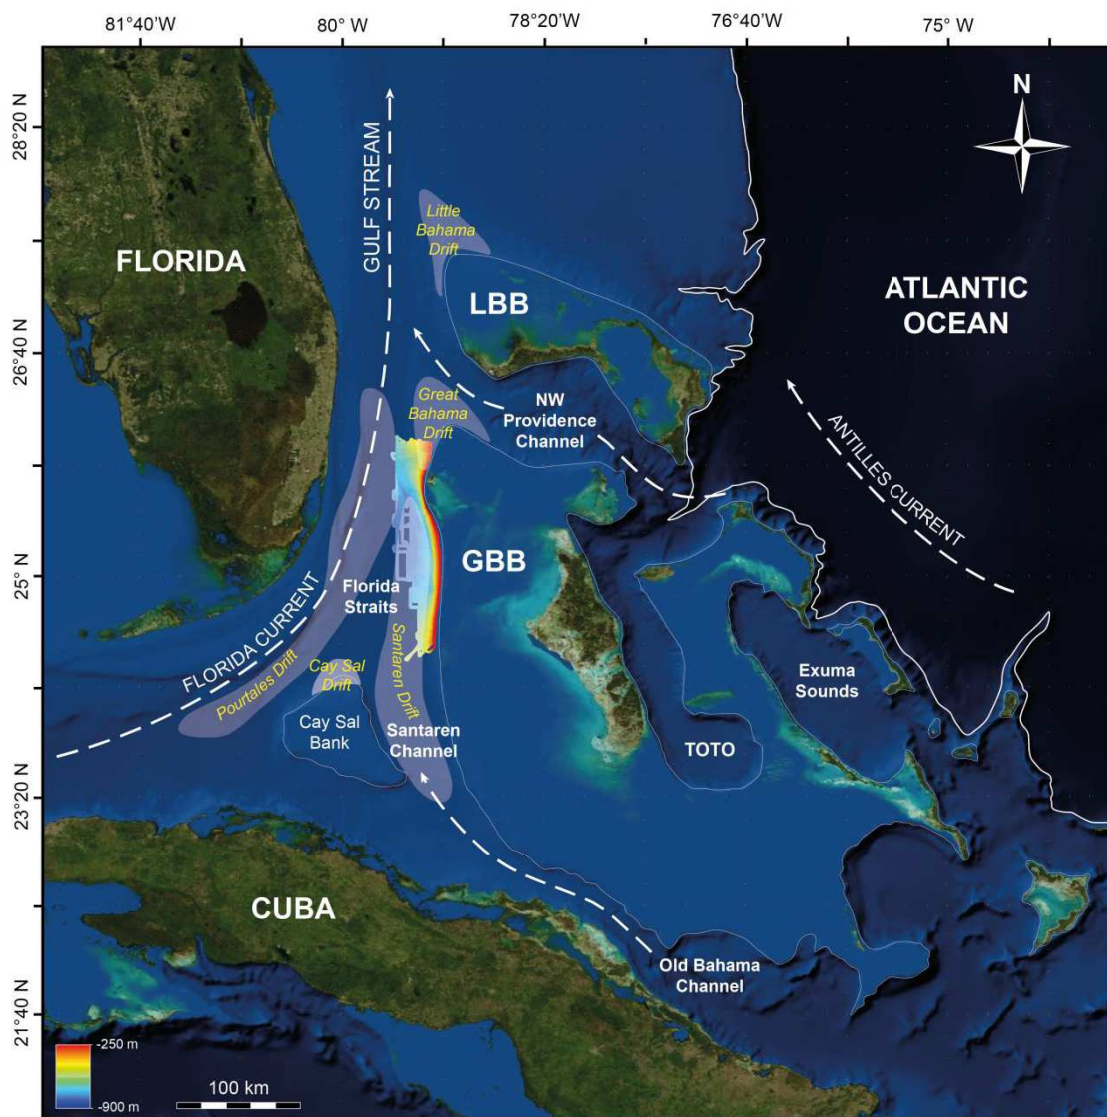 81°40'W
80° W
78°20'W
76°40'W
75° W
28°20 N
26°40 N
25° N
23°20 N
21°40 N
N
GULF STREAM
Little
Bahama
Drift
FLORIDA
LBB
ATLANTIC
OCEAN
Great
Bahama
Drift
NW
Providence
Channel
ANTILLES CURRENT
GBB
Florida
Straits
FLORIDA CURRENT
Pourtales Drift
Cay Sal
Drift
Santaren Drift
Exuma
Sounds
Cay Sal
Bank
Santaren
Channel
TOTO
CUBA
Old Bahama
Channel
-250 m
-900 m
100 km